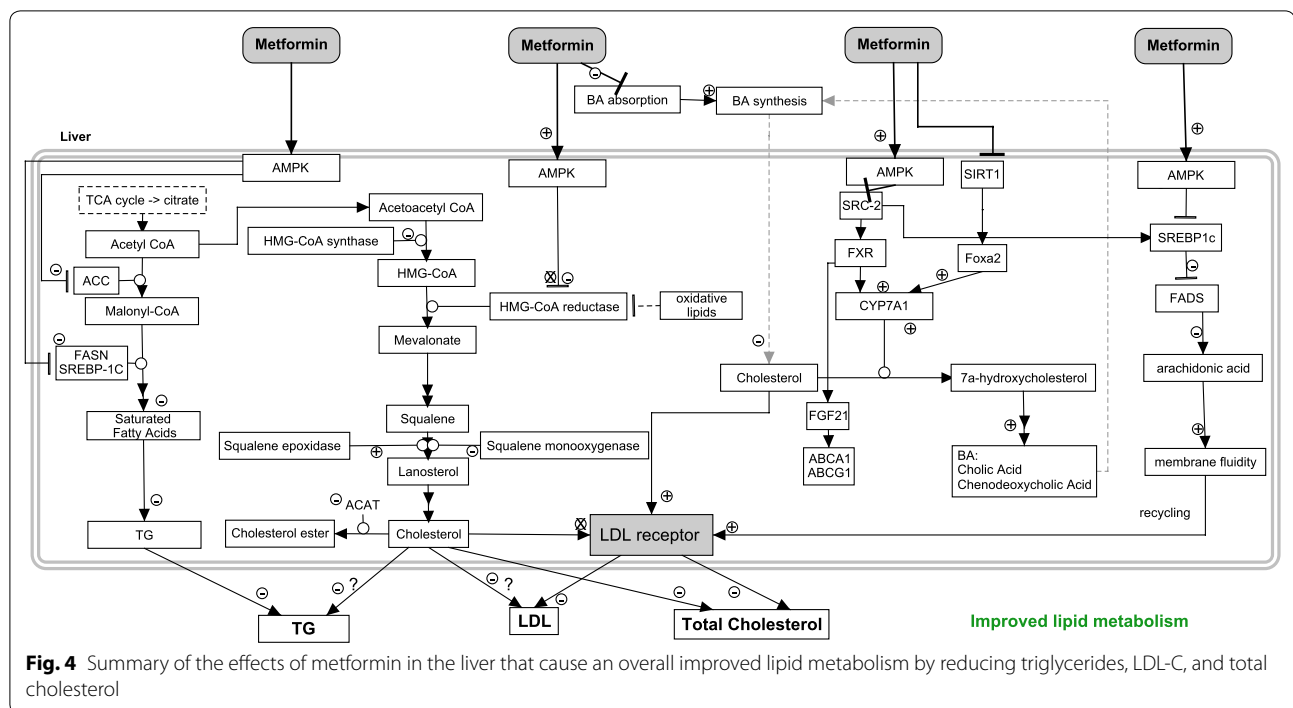 Metformin
Metformin
Metformin
Metformin
BA absorption
BA synthesis
Liver
AMPK
AMPK
AMPK
SIRT1
AMPK
TCA cycle -> citrate
Acetoacetyl CoA
SRC-2
Acetyl CoA
HMG-CoA synthase
FXR
Foxa2
SREBP1c
ACC
HMG-CoA
Malonyl-CoA
HMG-CoA reductase
oxidative
lipids
CYP7A1
FADS
Mevalonate
FASN
SREBP-1C
Cholesterol
7a-hydroxycholesterol
arachidonic acid
Saturated
Fatty Acids
Squalene
FGF21
Squalene epoxidase
Squalene monooxygenase
ABCA1
ABCG1
BA:
Cholic Acid
Chenodeoxycholic Acid
membrane fluidity
Lanosterol
ACAT
recycling
TG
Cholesterol ester
Cholesterol
LDL receptor
?
?
TG
LDL
Total Cholesterol
Improved lipid metabolism
Fig. 4 Summary of the effects of metformin in the liver that cause an overall improved lipid metabolism by reducing triglycerides, LDL-C, and total
cholesterol